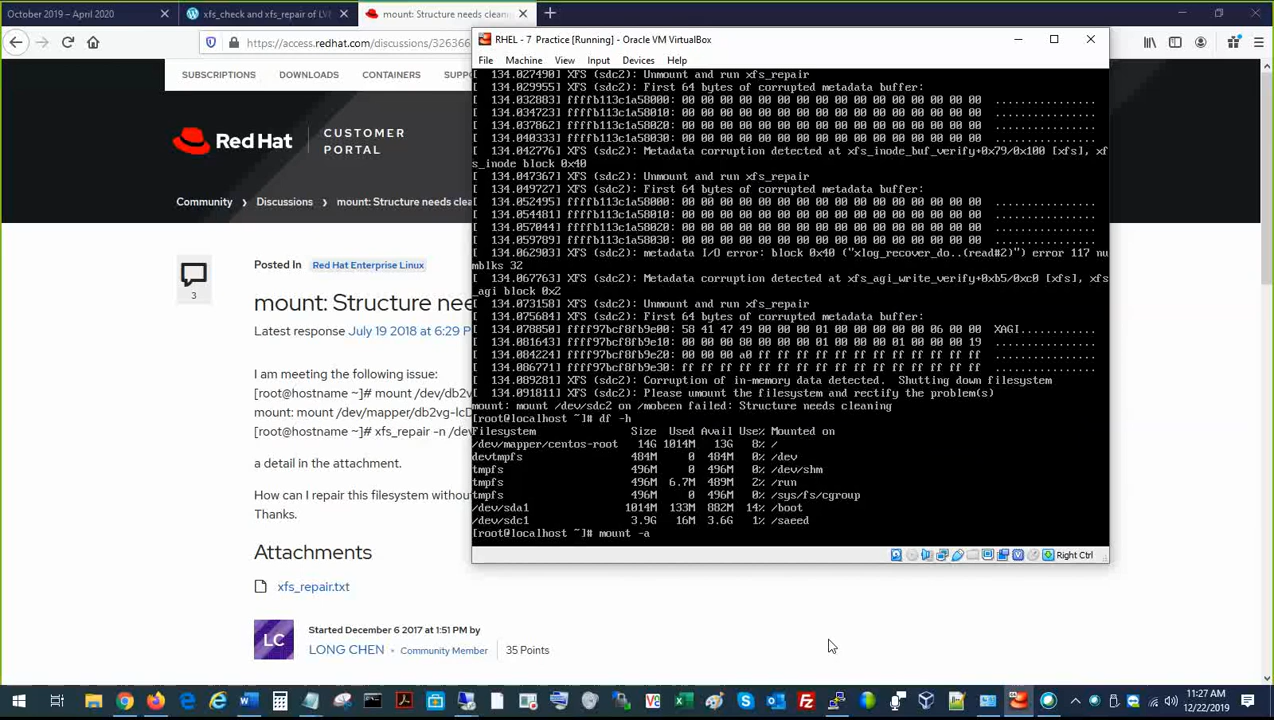 October 2019 – April 2020
xfs_check and xfs_repair of LV
mount: Structure needs cleani
https://access.redhat.com/discussions/326366
SUBSCRIPTIONS DOWNLOADS CONTAINERS SUPP
Red Hat
CUSTOMER
PORTAL
Community Discussions mount: Structure needs clea
3
Posted In Red Hat Enterprise Linux
mount: Structure nee
Latest response July 19 2018 at 6:29 P
I am meeting the following issue:
[root@hostname ~]# mount /dev/db2v
mount: mount /dev/mapper/db2vg-lcD
[root@hostname ~]# xfs_repair -n /dev
a detail in the attachment.
How can I repair this filesystem withou
Thanks.
Attachments
xfs_repair.txt
LC
Started December 6 2017 at 1:51 PM by
LONG CHEN Community Member 35 Points
RHEL - 7 Practice [Running] - Oracle VM VirtualBox
File Machine View Input Devices Help
[  134.027490] XFS (sdc2): Unmount and run xfs_repair
[  134.029955] XFS (sdc2): First 64 bytes of corrupted metadata buffer:
[  134.032883] ffffb113c1a58000: 00 00 00 00 00 00 00 00 00 00 00 00 00 00 00 00  ................
[  134.034723] ffffb113c1a58010: 00 00 00 00 00 00 00 00 00 00 00 00 00 00 00 00  ................
[  134.037862] ffffb113c1a58020: 00 00 00 00 00 00 00 00 00 00 00 00 00 00 00 00  ................
[  134.040333] ffffb113c1a58030: 00 00 00 00 00 00 00 00 00 00 00 00 00 00 00 00  ................
[  134.042776] XFS (sdc2): Metadata corruption detected at xfs_inode_buf_verify+0x79/0x100 [xfs], xf
s_inode block 0x40
[  134.047367] XFS (sdc2): Unmount and run xfs_repair
[  134.049727] XFS (sdc2): First 64 bytes of corrupted metadata buffer:
[  134.052495] ffffb113c1a58000: 00 00 00 00 00 00 00 00 00 00 00 00 00 00 00 00  ................
[  134.054481] ffffb113c1a58010: 00 00 00 00 00 00 00 00 00 00 00 00 00 00 00 00  ................
[  134.057044] ffffb113c1a58020: 00 00 00 00 00 00 00 00 00 00 00 00 00 00 00 00  ................
[  134.059789] ffffb113c1a58030: 00 00 00 00 00 00 00 00 00 00 00 00 00 00 00 00  ................
[  134.062903] XFS (sdc2): metadata I/O error: block 0x40 ("xlog_recover_do..(read#2)") error 117 nu
mblks 32
[  134.067763] XFS (sdc2): Metadata corruption detected at xfs_agi_write_verify+0xb5/0xc0 [xfs], xfs
_agi block 0x2
[  134.073158] XFS (sdc2): Unmount and run xfs_repair
[  134.075684] XFS (sdc2): First 64 bytes of corrupted metadata buffer:
[  134.078850] ffff97bcf8fb9e00: 58 41 47 49 00 00 00 01 00 00 00 00 00 06 00 00  XAGI............
[  134.081643] ffff97bcf8fb9e10: 00 00 00 80 00 00 00 01 00 00 00 01 00 00 00 19  ................
[  134.084224] ffff97bcf8fb9e20: 00 00 00 a0 ff ff ff ff ff ff ff ff ff ff ff ff  ................
[  134.086771] ffff97bcf8fb9e30: ff ff ff ff ff ff ff ff ff ff ff ff ff ff ff ff  ................
[  134.089281] XFS (sdc2): Corruption of in-memory data detected.  Shutting down filesystem
[  134.091811] XFS (sdc2): Please umount the filesystem and rectify the problem(s)
mount: mount /dev/sdc2 on /mobeen failed: Structure needs cleaning
[root@localhost ~]# df -h
Filesystem Size Used Avail Use% Mounted on
/dev/mapper/centos-root 14G 1014M 13G 8% /
devtmpfs 484M 0 484M 0% /dev
tmpfs 496M 0 496M 0% /dev/shm
tmpfs 496M 6.7M 489M 2% /run
tmpfs 496M 0 496M 0% /sys/fs/cgroup
/dev/sda1 1014M 133M 882M 14% /boot
/dev/sdc1 3.9G 16M 3.6G 1% /saeed
[root@localhost ~]# mount -a
Right Ctrl
11:27 AM
12/22/2019